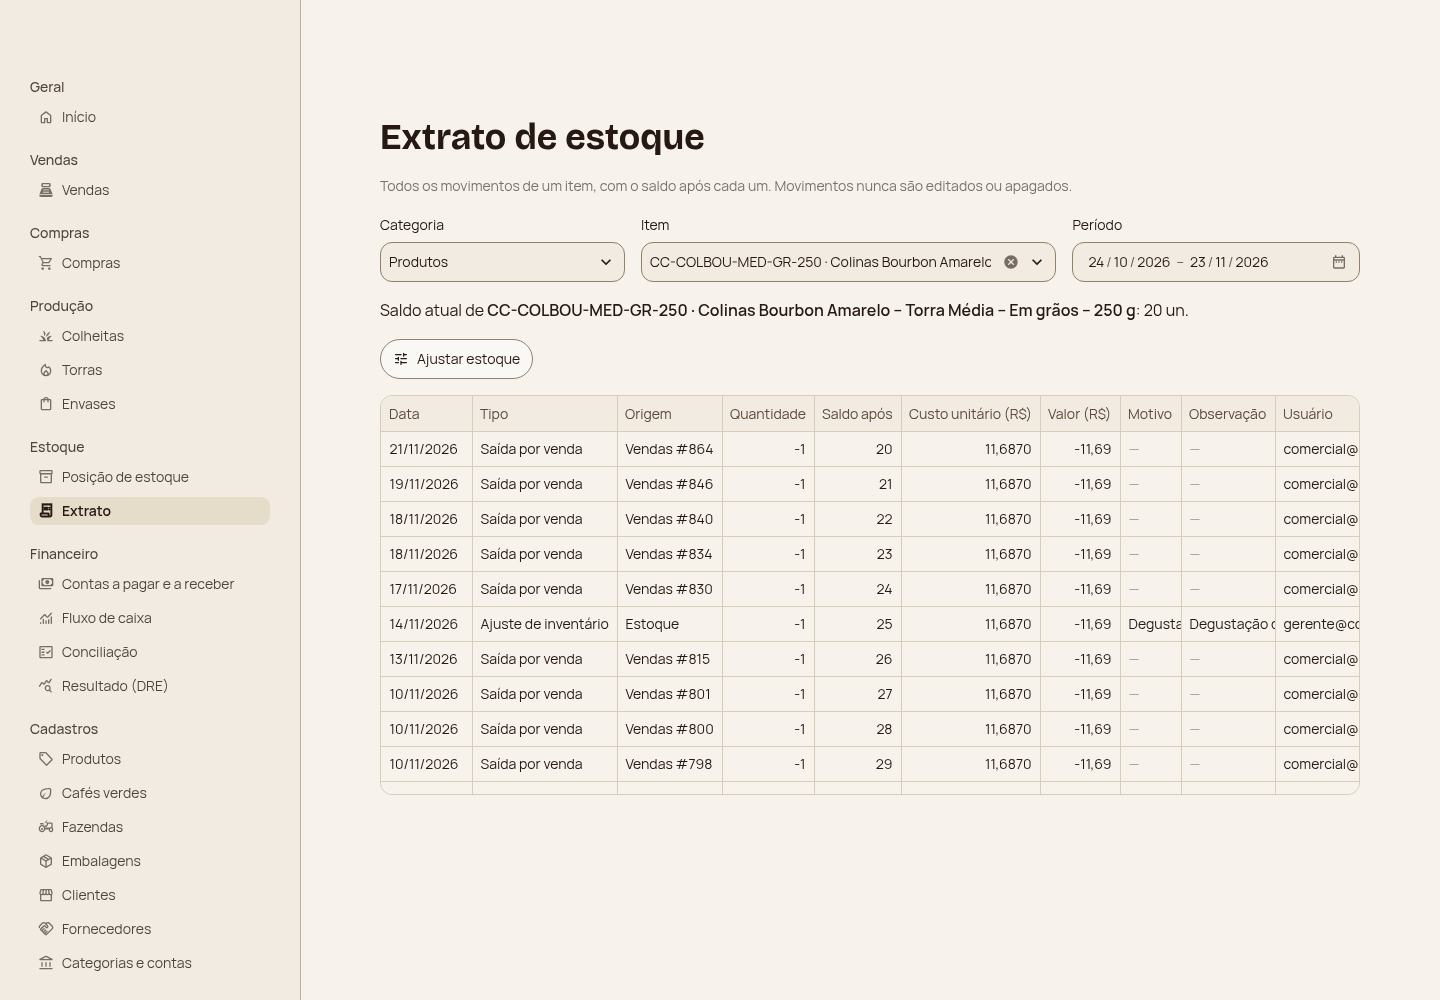 Geral
Início
Vendas
Vendas
Compras
Compras
Produção
Colheitas
Torras
Envases
Estoque
Posição de estoque
Extrato
Financeiro
Contas a pagar e a receber
Fluxo de caixa
Conciliação
Resultado (DRE)
Cadastros
Produtos
Cafés verdes
Fazendas
Embalagens
Clientes
Fornecedores
Categorias e contas
Extrato de estoque
Todos os movimentos de um item, com o saldo após cada um. Movimentos nunca são editados ou apagados.
Categoria Item Período
Produtos CC-COLBOU-MED-GR-250 · Colinas Bourbon Amarelo 24 / 10 / 2026 – 23 / 11 / 2026
Saldo atual de CC-COLBOU-MED-GR-250 · Colinas Bourbon Amarelo – Torra Média – Em grãos – 250 g: 20 un.
Ajustar estoque
Data Tipo Origem Quantidade Saldo após Custo unitário (R$) Valor (R$) Motivo Observação Usuário
21/11/2026 Saída por venda Vendas #864 -1 20 11,6870 -11,69 — — comercial@
19/11/2026 Saída por venda Vendas #846 -1 21 11,6870 -11,69 — — comercial@
18/11/2026 Saída por venda Vendas #840 -1 22 11,6870 -11,69 — — comercial@
18/11/2026 Saída por venda Vendas #834 -1 23 11,6870 -11,69 — — comercial@
17/11/2026 Saída por venda Vendas #830 -1 24 11,6870 -11,69 — — comercial@
14/11/2026 Ajuste de inventário Estoque -1 25 11,6870 -11,69 Degusta Degustação d gerente@co
13/11/2026 Saída por venda Vendas #815 -1 26 11,6870 -11,69 — — comercial@
10/11/2026 Saída por venda Vendas #801 -1 27 11,6870 -11,69 — — comercial@
10/11/2026 Saída por venda Vendas #800 -1 28 11,6870 -11,69 — — comercial@
10/11/2026 Saída por venda Vendas #798 -1 29 11,6870 -11,69 — — comercial@